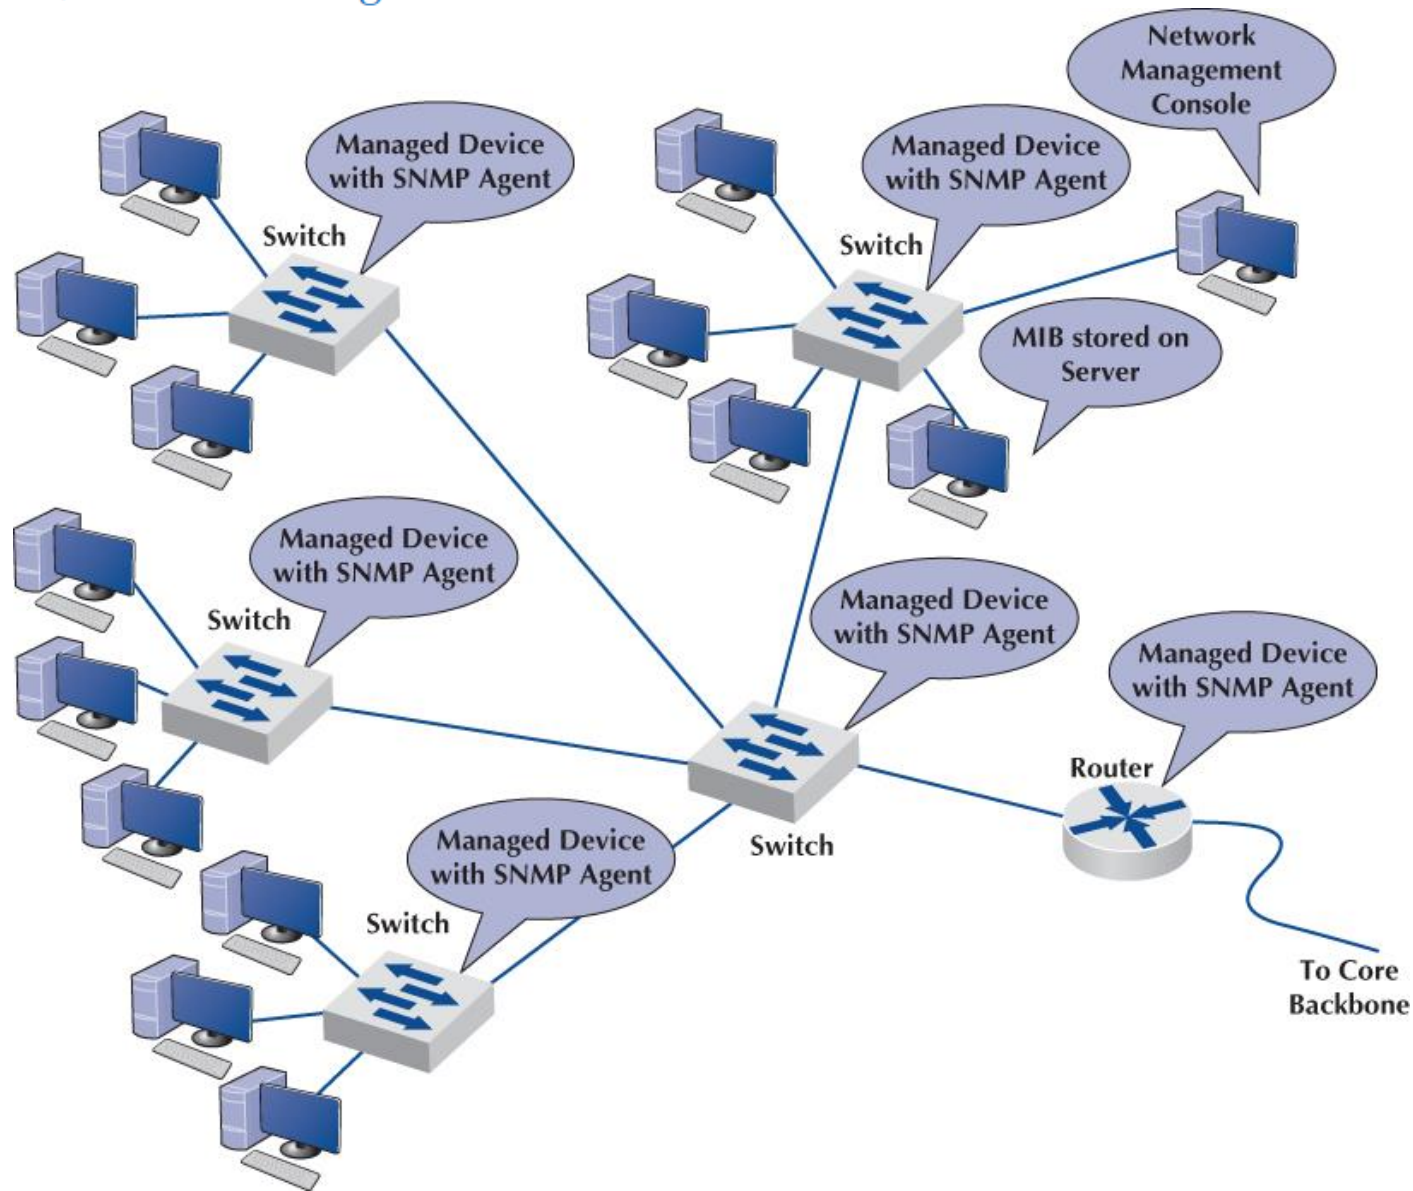 Network
Management
Console
Managed Device
with SNMP Agent
Switch
Managed Device
with SNMP Agent
Switch
MIB stored on
Server
Managed Device
with SNMP Agent
Switch
Managed Device
with SNMP Agent
Switch
Managed Device
with SNMP Agent
Router
Managed Device
with SNMP Agent
Switch
To Core
Backbone